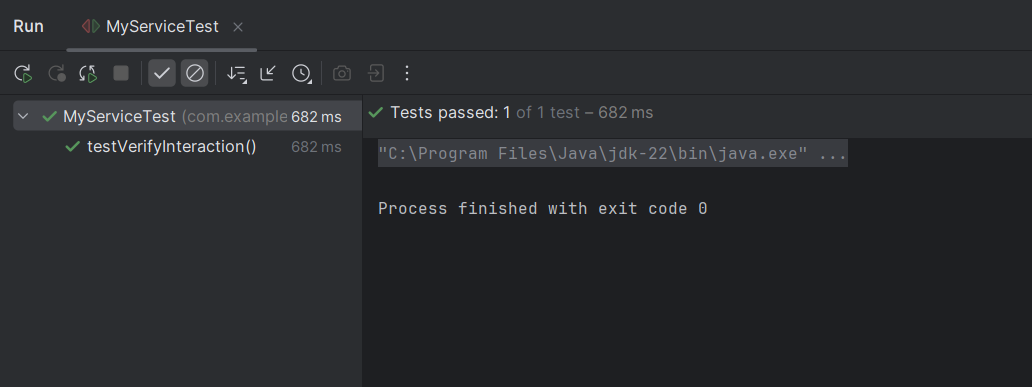 Run MyServiceTest
MyServiceTest (com.example 682 ms
testVerifyInteraction() 682 ms
Tests passed: 1 of 1 test – 682 ms
"C:\Program Files\Java\jdk-22\bin\java.exe" ...
Process finished with exit code 0